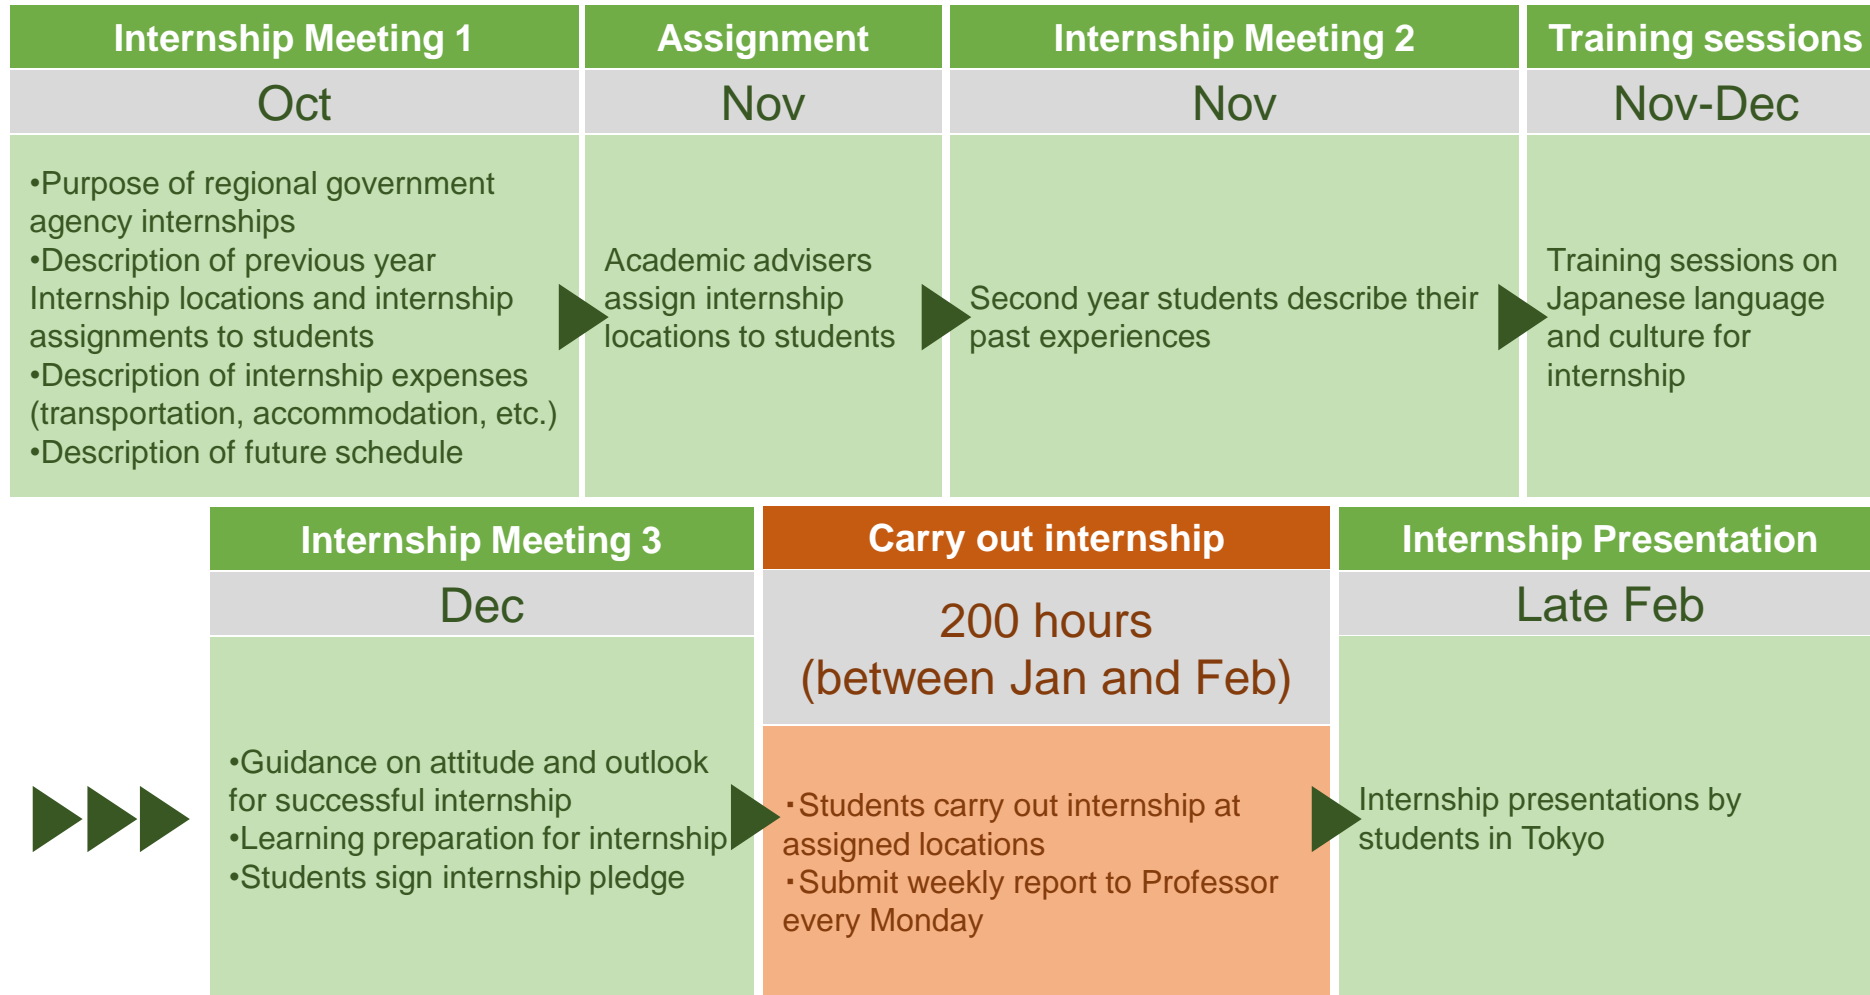 Internship Meeting 1
Oct
•Purpose of regional government
agency internships
•Description of previous year
Internship locations and internship
assignments to students
•Description of internship expenses
(transportation, accommodation, etc.)
•Description of future schedule
Assignment
Nov
Academic advisers
assign internship
locations to students
Internship Meeting 2
Nov
Second year students describe their
past experiences
Training sessions
Nov-Dec
Training sessions on
Japanese language
and culture for
internship
Internship Meeting 3
Dec
•Guidance on attitude and outlook
for successful internship
•Learning preparation for internship
•Students sign internship pledge
Carry out internship
200 hours
(between Jan and Feb)
・Students carry out internship at
assigned locations
・Submit weekly report to Professor
every Monday
Internship Presentation
Late Feb
Internship presentations by
students in Tokyo